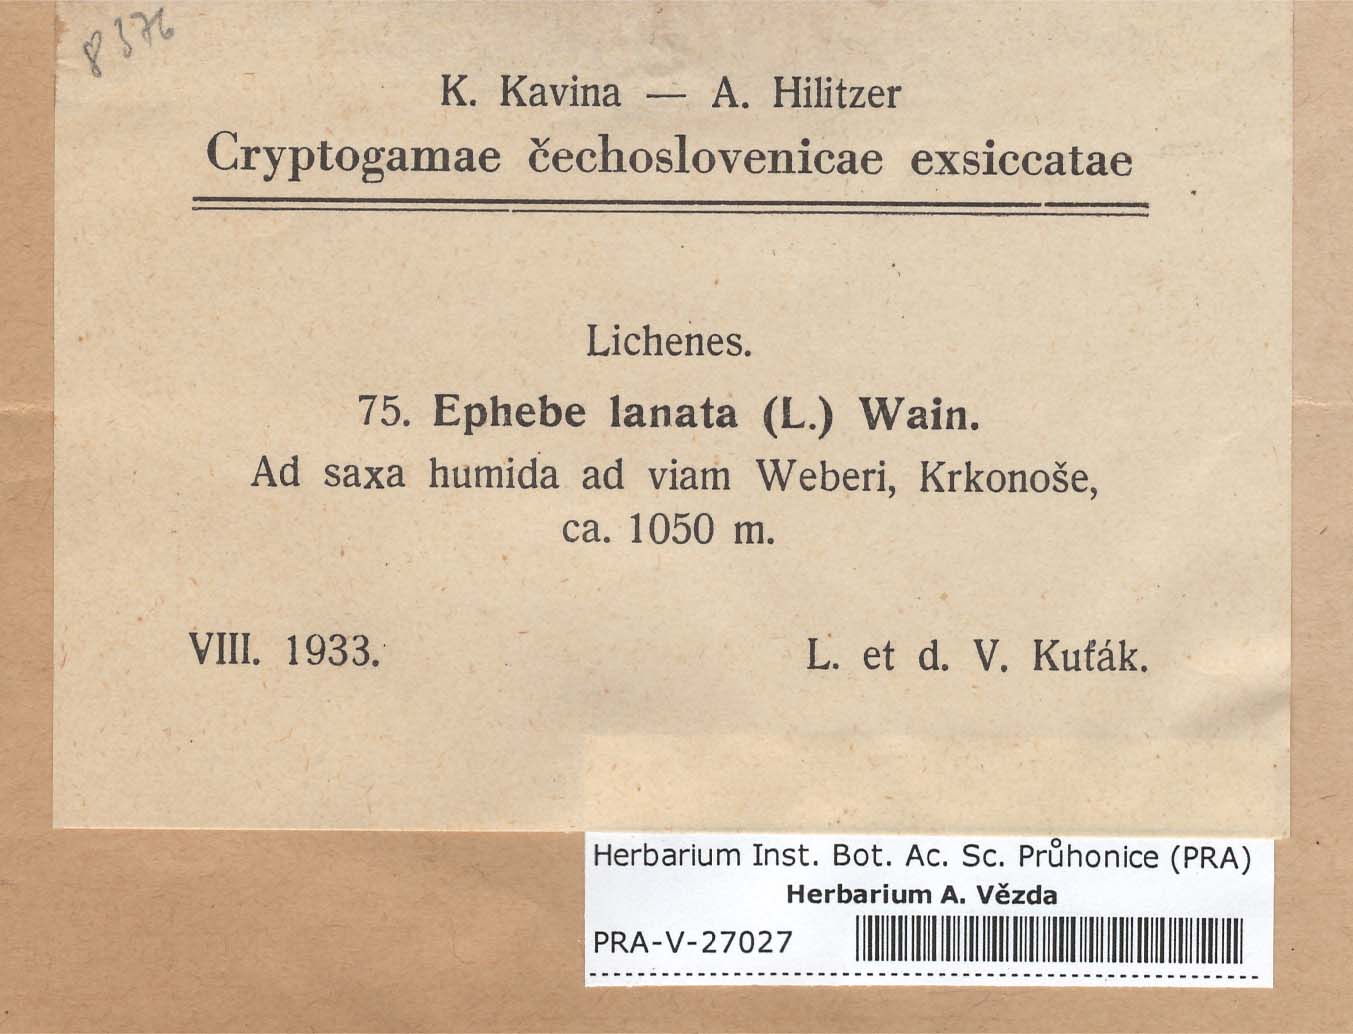 8376
K. Kavina — A. Hilitzer
Cryptogamae čechoslovenicae exsiccatae
Lichenes.
75. Ephebe lanata (L.) Wain.
Ad saxa humida ad viam Weberi, Krkonoše,
ca. 1050 m.
VIII. 1933. L. et d. V. Kuťák.
Herbarium Inst. Bot. Ac. Sc. Průhonice (PRA)
Herbarium A. Vězda
PRA-V-27027